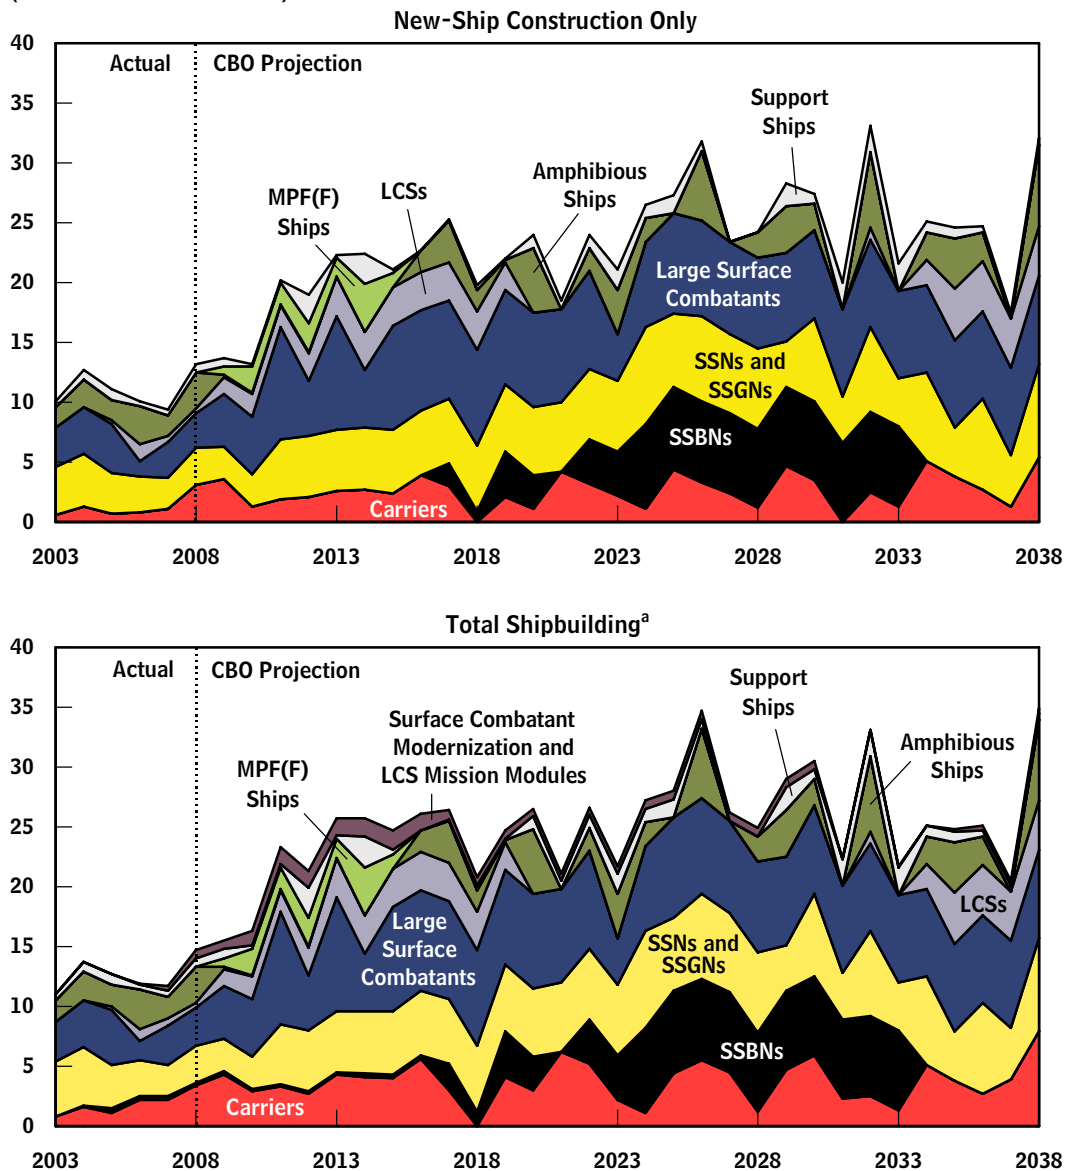 New-Ship Construction Only
40
35
30
25
20
15
10
5
0
Actual
CBO Projection
MPF(F)
Ships
LCSs
Amphibious
Ships
Support
Ships
Large Surface
Combatants
SSNs and
SSGNs
SSBNs
Carriers
2003 2008 2013 2018 2023 2028 2033 2038
Total Shipbuildingᵃ
40
35
30
25
20
15
10
5
0
Actual
CBO Projection
MPF(F)
Ships
Surface Combatant
Modernization and
LCS Mission Modules
Support
Ships
Amphibious
Ships
Large
Surface
Combatants
SSNs and
SSGNs
LCSs
SSBNs
Carriers
2003 2008 2013 2018 2023 2028 2033 2038